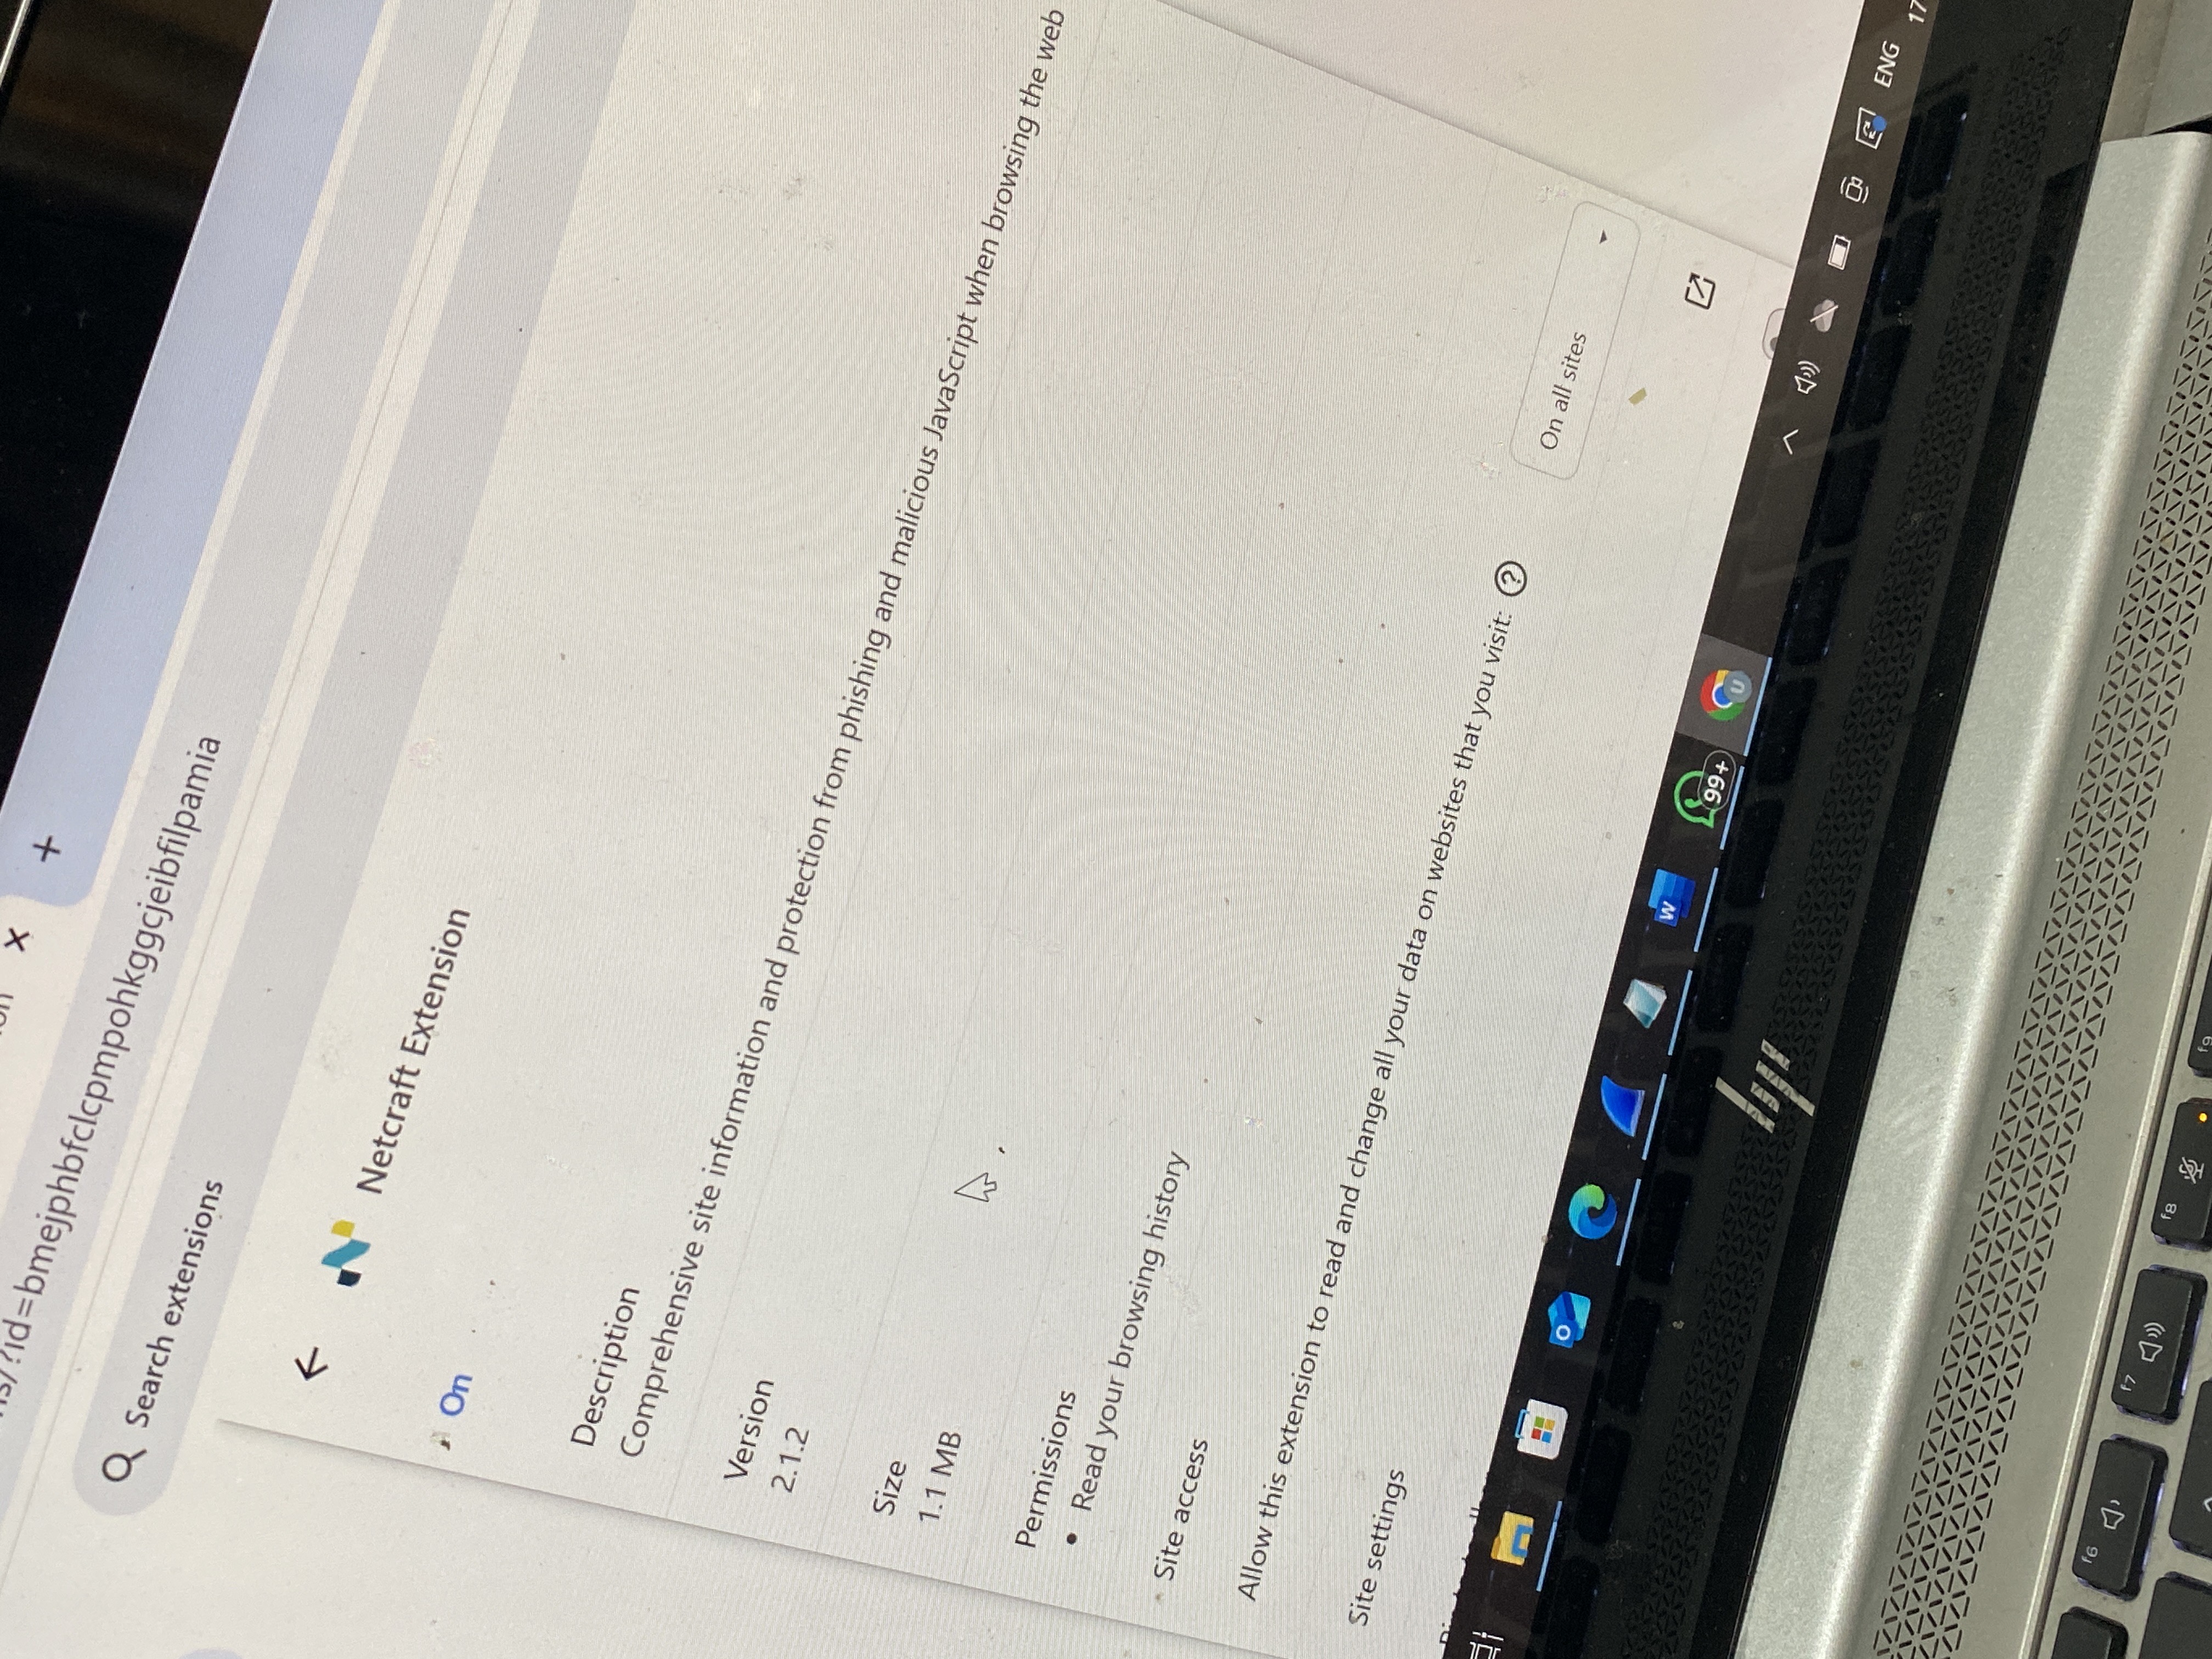 ?id=bmejphbfclcpmpohkggcjeibfilpamia
Search extensions
Netcraft Extension
On
Description
Comprehensive site information and protection from phishing and malicious JavaScript when browsing the web
Version
2.1.2
Size
1.1 MB
Permissions
• Read your browsing history
Site access
Allow this extension to read and change all your data on websites that you visit:
On all sites
Site settings
W
99+
U
ENG
17
hp
f6
f7
f8
f9